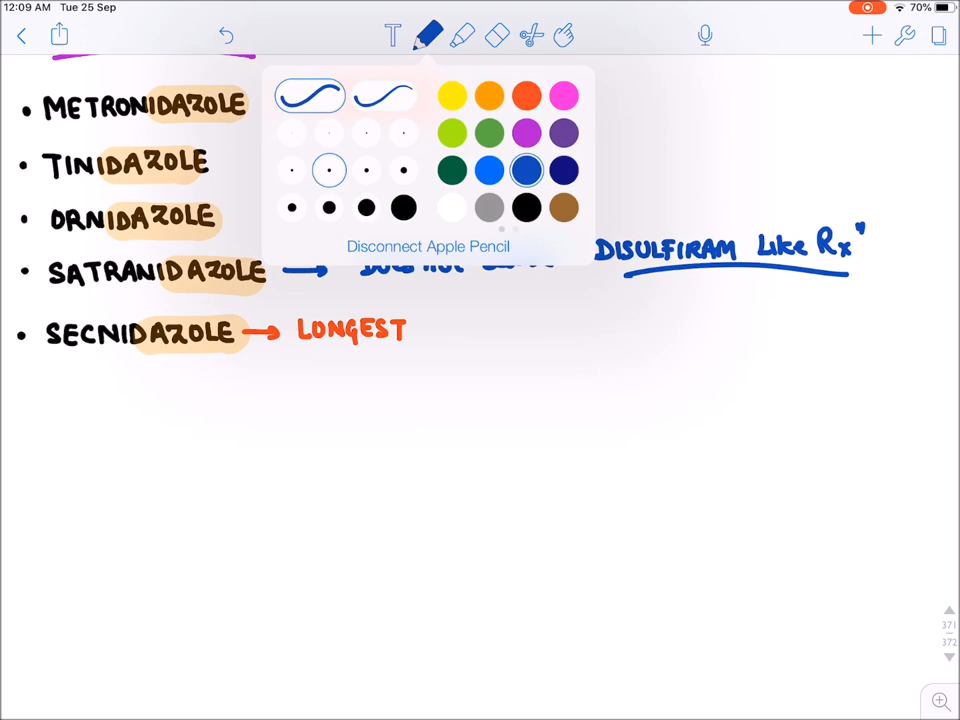 12:09 AM Tue 25 Sep 70%
T
• METRONIDAZOLE
• TINIDAZOLE
• ORNIDAZOLE
Disconnect Apple Pencil
DISULFIRAM Like Rx"
• SATRANIDAZOLE →
• SECNIDAZOLE → LONGEST
371
372